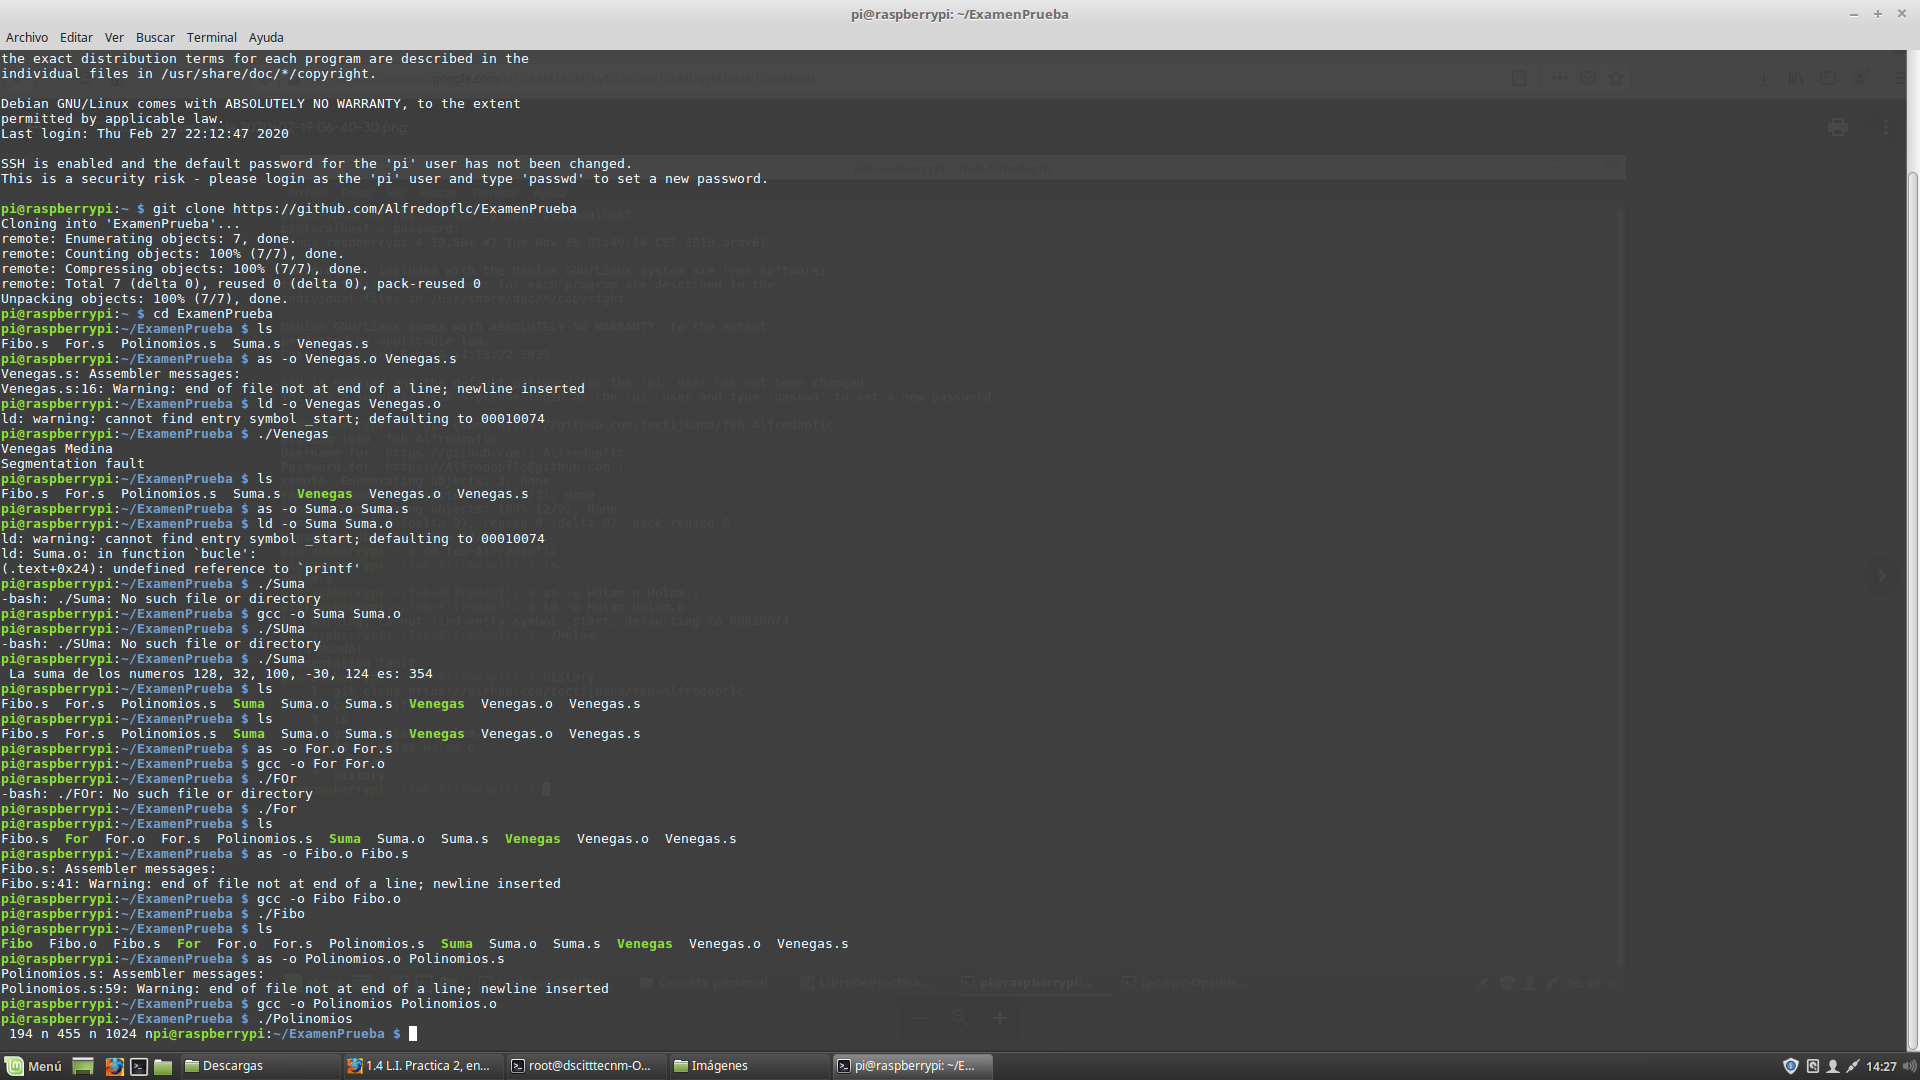 pi@raspberrypi: ~/ExamenPrueba
Archivo Editar Ver Buscar Terminal Ayuda
the exact distribution terms for each program are described in the
individual files in /usr/share/doc/*/copyright.
Debian GNU/Linux comes with ABSOLUTELY NO WARRANTY, to the extent
permitted by applicable law.
Last login: Thu Feb 27 22:12:47 2020
SSH is enabled and the default password for the 'pi' user has not been changed.
This is a security risk - please login as the 'pi' user and type 'passwd' to set a new password.
pi@raspberrypi:~ $ git clone https://github.com/Alfredopflc/ExamenPrueba
Cloning into 'ExamenPrueba'...
remote: Enumerating objects: 7, done.
remote: Counting objects: 100% (7/7), done.
remote: Compressing objects: 100% (7/7), done.
remote: Total 7 (delta 0), reused 0 (delta 0), pack-reused 0
Unpacking objects: 100% (7/7), done.
pi@raspberrypi:~ $ cd ExamenPrueba
pi@raspberrypi:~/ExamenPrueba $ ls
Fibo.s  For.s  Polinomios.s  Suma.s  Venegas.s
pi@raspberrypi:~/ExamenPrueba $ as -o Venegas.o Venegas.s
Venegas.s: Assembler messages:
Venegas.s:16: Warning: end of file not at end of a line; newline inserted
pi@raspberrypi:~/ExamenPrueba $ ld -o Venegas Venegas.o
ld: warning: cannot find entry symbol _start; defaulting to 00010074
pi@raspberrypi:~/ExamenPrueba $ ./Venegas
Venegas Medina
Segmentation fault
pi@raspberrypi:~/ExamenPrueba $ ls
Fibo.s  For.s  Polinomios.s  Suma.s  Venegas  Venegas.o  Venegas.s
pi@raspberrypi:~/ExamenPrueba $ as -o Suma.o Suma.s
pi@raspberrypi:~/ExamenPrueba $ ld -o Suma Suma.o
ld: warning: cannot find entry symbol _start; defaulting to 00010074
ld: Suma.o: in function `bucle':
(.text+0x24): undefined reference to `printf'
pi@raspberrypi:~/ExamenPrueba $ ./Suma
-bash: ./Suma: No such file or directory
pi@raspberrypi:~/ExamenPrueba $ gcc -o Suma Suma.o
pi@raspberrypi:~/ExamenPrueba $ ./SUma
-bash: ./SUma: No such file or directory
pi@raspberrypi:~/ExamenPrueba $ ./Suma
La suma de los numeros 128, 32, 100, -30, 124 es: 354
pi@raspberrypi:~/ExamenPrueba $ ls
Fibo.s  For.s  Polinomios.s  Suma  Suma.o  Suma.s  Venegas  Venegas.o  Venegas.s
pi@raspberrypi:~/ExamenPrueba $ ls
Fibo.s  For.s  Polinomios.s  Suma  Suma.o  Suma.s  Venegas  Venegas.o  Venegas.s
pi@raspberrypi:~/ExamenPrueba $ as -o For.o For.s
pi@raspberrypi:~/ExamenPrueba $ gcc -o For For.o
pi@raspberrypi:~/ExamenPrueba $ ./FOr
-bash: ./FOr: No such file or directory
pi@raspberrypi:~/ExamenPrueba $ ./For
pi@raspberrypi:~/ExamenPrueba $ ls
Fibo.s  For  For.o  For.s  Polinomios.s  Suma  Suma.o  Suma.s  Venegas  Venegas.o  Venegas.s
pi@raspberrypi:~/ExamenPrueba $ as -o Fibo.o Fibo.s
Fibo.s: Assembler messages:
Fibo.s:41: Warning: end of file not at end of a line; newline inserted
pi@raspberrypi:~/ExamenPrueba $ gcc -o Fibo Fibo.o
pi@raspberrypi:~/ExamenPrueba $ ./Fibo
pi@raspberrypi:~/ExamenPrueba $ ls
Fibo  Fibo.o  Fibo.s  For  For.o  For.s  Polinomios.s  Suma  Suma.o  Suma.s  Venegas  Venegas.o  Venegas.s
pi@raspberrypi:~/ExamenPrueba $ as -o Polinomios.o Polinomios.s
Polinomios.s: Assembler messages:
Polinomios.s:59: Warning: end of file not at end of a line; newline inserted
pi@raspberrypi:~/ExamenPrueba $ gcc -o Polinomios Polinomios.o
pi@raspberrypi:~/ExamenPrueba $ ./Polinomios
194 n 455 n 1024 npi@raspberrypi:~/ExamenPrueba $
Menú Descargas 1.4 L.I. Practica 2, en... root@dscitttecnm-O... Imágenes pi@raspberrypi: ~/E... 14:27